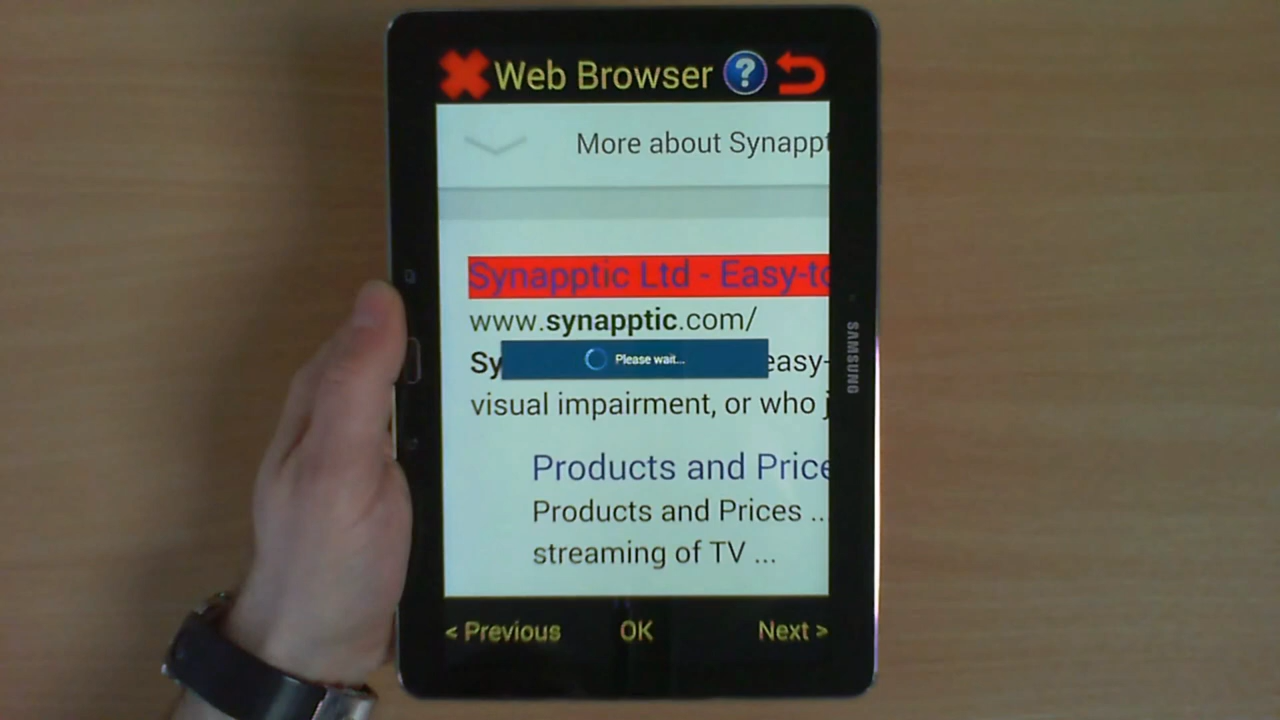 Web Browser ?
More about Synappt
Synapptic Ltd - Easy-to
www.synapptic.com/
Sy
Please wait...
easy-
visual impairment, or who j
Products and Price
Products and Prices ...
streaming of TV ...
< Previous
OK
Next >
SAMSUNG